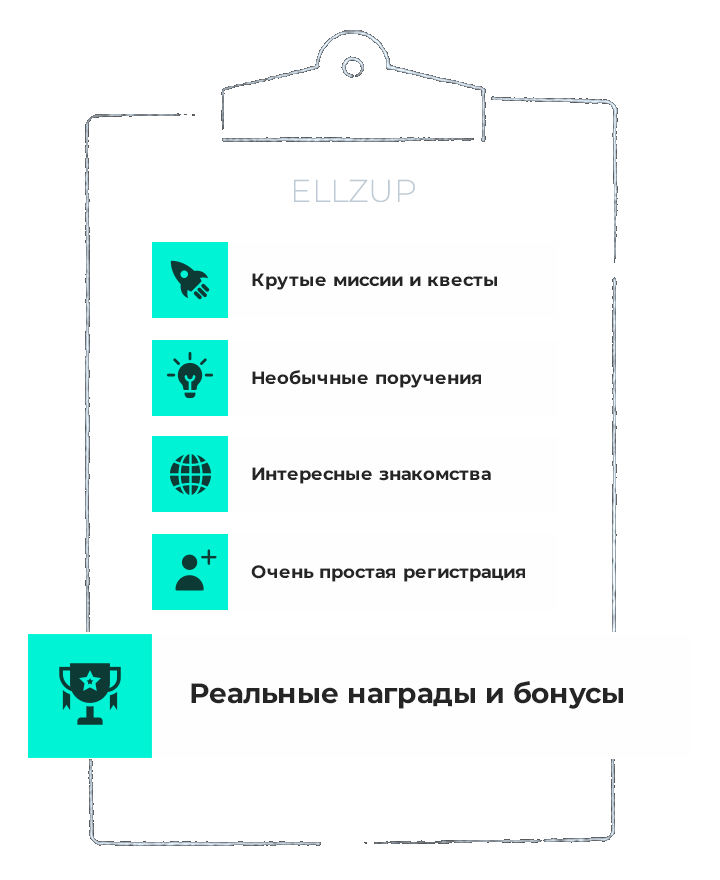 ELLZUP
Крутые миссии и квесты
Необычные поручения
Интересные знакомства
Очень простая регистрация
Реальные награды и бонусы